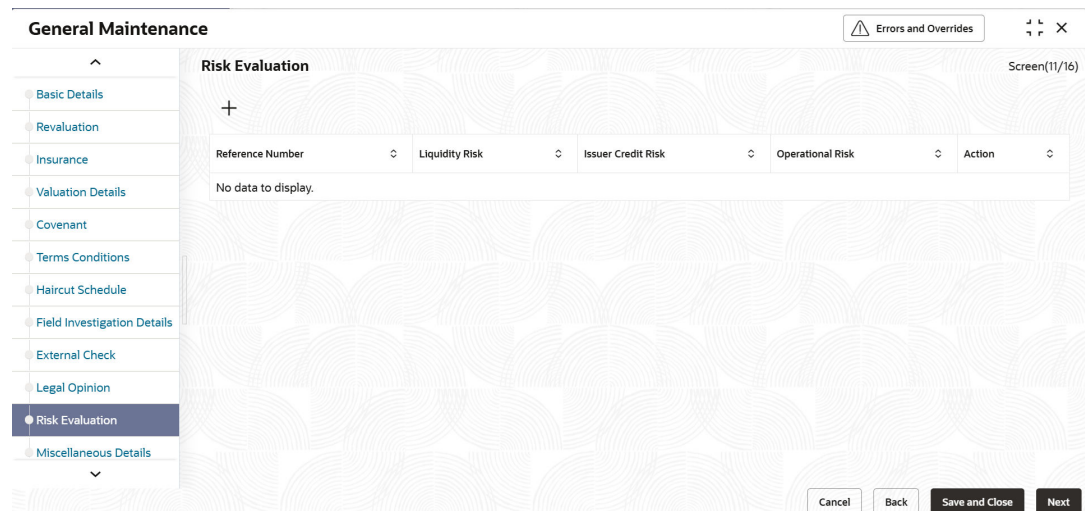 General Maintenance
Errors and Overrides
Basic Details
Revaluation
Insurance
Valuation Details
Covenant
Terms Conditions
Haircut Schedule
Field Investigation Details
External Check
Legal Opinion
Risk Evaluation
Miscellaneous Details
Risk Evaluation
Screen(11/16)
Reference Number Liquidity Risk Issuer Credit Risk Operational Risk Action
No data to display.
Cancel Back Save and Close Next